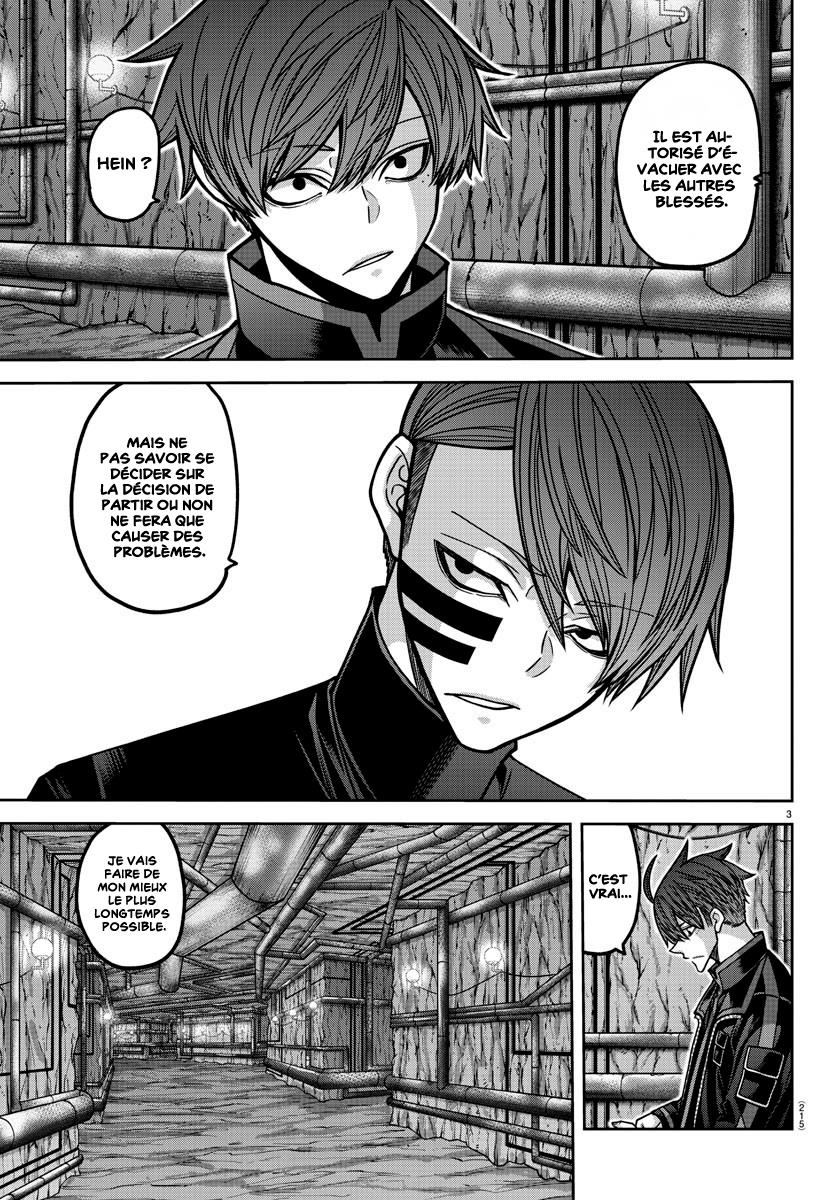 IL EST AU-
TORISÉ D'É-
VACUER AVEC
LES AUTRES
BLESSÉS.
HEIN ?
MAIS NE
PAS SAVOIR SE
DÉCIDER SUR
LA DÉCISION DE
PARTIR OU NON
NE FERA QUE
CAUSER DES
PROBLÈMES.
3
C'EST
VRAI...
JE VAIS
FAIRE DE
MON MIEUX
LE PLUS
LONGTEMPS
POSSIBLE.
(215)